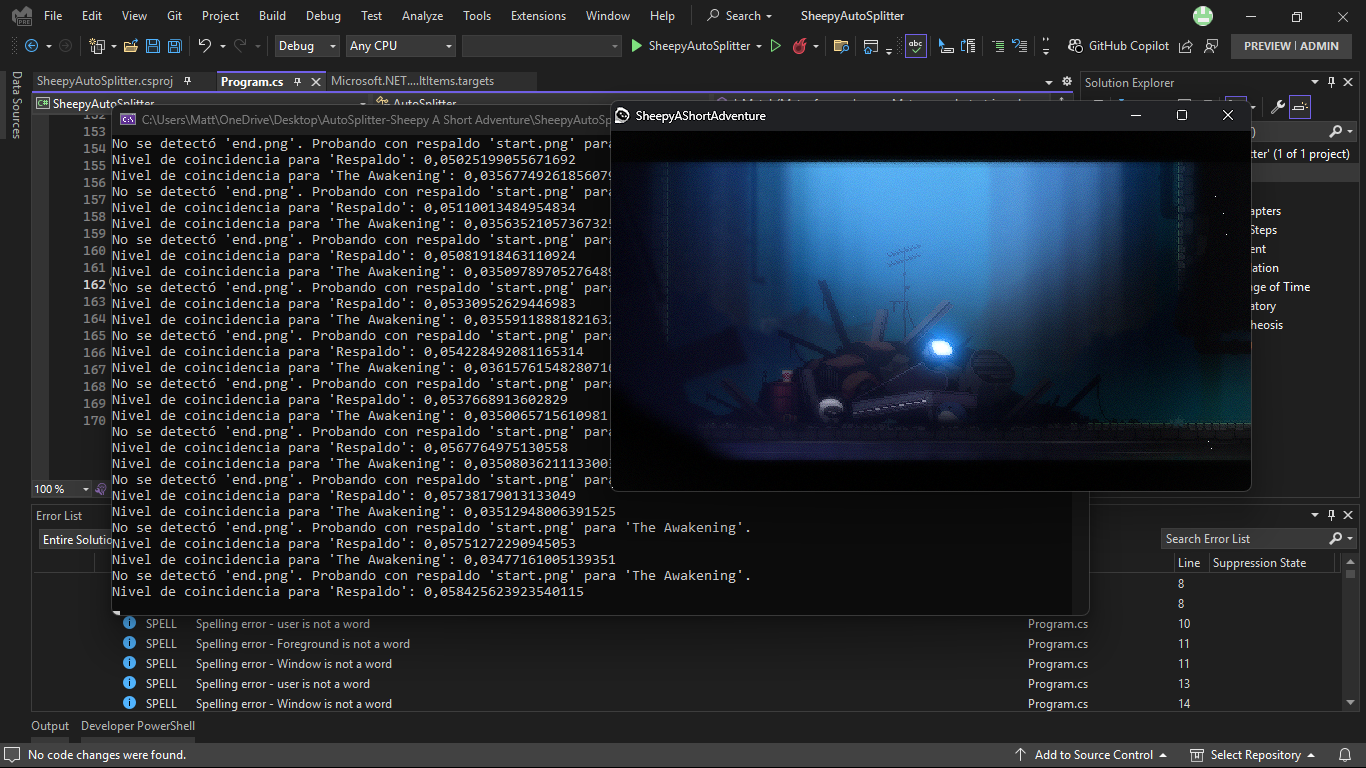 File Edit View Git Project Build Debug Test Analyze Tools Extensions Window Help Search SheepyAutoSplitter
Debug Any CPU SheepyAutoSplitter GitHub Copilot PREVIEW | ADMIN
Data Sources
SheepyAutoSplitter.csproj Program.cs Microsoft.NET....ItItems.targets
Solution Explorer
SheepyAutoSplitter AutoSplitter
152
153
154
155
156
157
158
159
160
161
162
163
164
165
166
167
168
169
170
C:\Users\Matt\OneDrive\Desktop\AutoSplitter-Sheepy A Short Adventure\SheepyAutoSp
No se detectó 'end.png'. Probando con respaldo 'start.png' para
Nivel de coincidencia para 'Respaldo': 0,05025199055671692
Nivel de coincidencia para 'The Awakening': 0,0356774926185607
No se detectó 'end.png'. Probando con respaldo 'start.png' para
Nivel de coincidencia para 'Respaldo': 0,05110013484954834
Nivel de coincidencia para 'The Awakening': 0,0356352105736732
No se detectó 'end.png'. Probando con respaldo 'start.png' para
Nivel de coincidencia para 'Respaldo': 0,05081918463110924
Nivel de coincidencia para 'The Awakening': 0,0350978970527648
No se detectó 'end.png'. Probando con respaldo 'start.png' para
Nivel de coincidencia para 'Respaldo': 0,05330952629446983
Nivel de coincidencia para 'The Awakening': 0,0355911888182163
No se detectó 'end.png'. Probando con respaldo 'start.png' para
Nivel de coincidencia para 'Respaldo': 0,054228492081165314
Nivel de coincidencia para 'The Awakening': 0,0361576154828071
No se detectó 'end.png'. Probando con respaldo 'start.png' para
Nivel de coincidencia para 'Respaldo': 0,0537668913602829
Nivel de coincidencia para 'The Awakening': 0,0350065715610981
No se detectó 'end.png'. Probando con respaldo 'start.png' para
Nivel de coincidencia para 'Respaldo': 0,0567764975130558
Nivel de coincidencia para 'The Awakening': 0,0350803621113300
No se detectó 'end.png'. Probando con respaldo 'start.png' para
Nivel de coincidencia para 'Respaldo': 0,05738179013133049
Nivel de coincidencia para 'The Awakening': 0,03512948006391525
No se detectó 'end.png'. Probando con respaldo 'start.png' para 'The Awakening'.
Nivel de coincidencia para 'Respaldo': 0,05751272290945053
Nivel de coincidencia para 'The Awakening': 0,03477161005139351
No se detectó 'end.png'. Probando con respaldo 'start.png' para 'The Awakening'.
Nivel de coincidencia para 'Respaldo': 0,058425623923540115
SheepyAShortAdventure
tter' (1 of 1 project)
apters
Steps
ent
ation
nge of Time
atory
theosis
100 %
Error List
Entire Solutio
Search Error List
Line Suppression State
8
8
SPELL Spelling error - user is not a word Program.cs 10
SPELL Spelling error - Foreground is not a word Program.cs 11
SPELL Spelling error - Window is not a word Program.cs 11
SPELL Spelling error - user is not a word Program.cs 13
SPELL Spelling error - Window is not a word Program.cs 14
Output Developer PowerShell
No code changes were found. Add to Source Control Select Repository